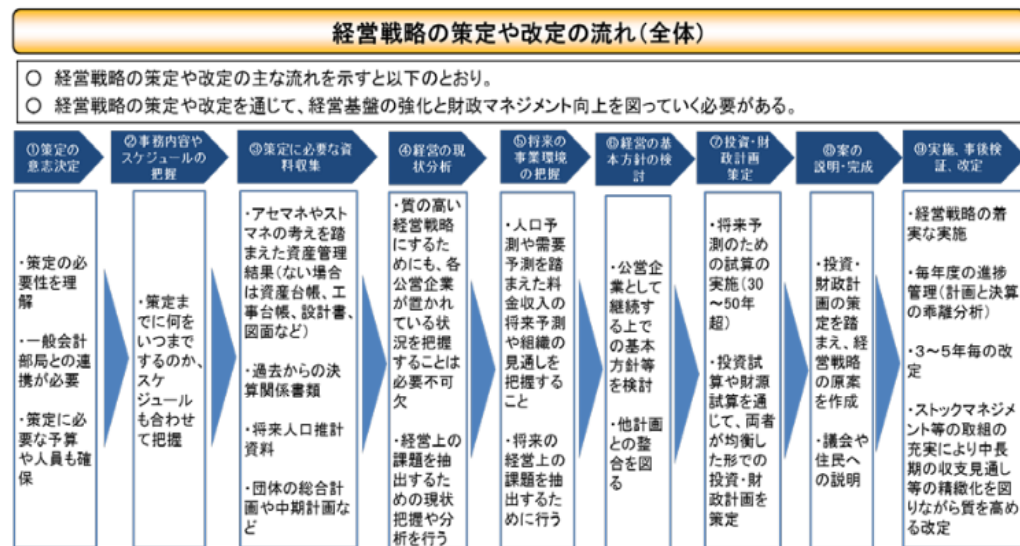 経営戦略の策定や改定の流れ(全体)
○ 経営戦略の策定や改定の主な流れを示すと以下のとおり。
○ 経営戦略の策定や改定を通じて、経営基盤の強化と財政マネジメント向上を図っていく必要がある。
①策定の
意志決定
・策定の必
要性を理
解
・一般会計
部局との連
携が必要
・策定に必
要な予算
や人員も確
保
②事務内容や
スケジュールの
把握
・策定ま
でに何を
いつまで
するのか、
スケ
ジュール
も合わせ
て把握
③策定に必要な資
料収集
・アセマネやスト
マネの考えを踏
まえた資産管理
結果(ない場合
は資産台帳、工
事台帳、設計書、
図面など)
・過去からの決
算関係書類
・将来人口推計
資料
・団体の総合計
画や中期計画な
ど
④経営の現
状分析
・質の高い
経営戦略
にするた
めにも、各
公営企業
が置かれ
ている状
況を把握
することは
必要不可
欠
・経営上の
課題を抽
出するた
めの現状
把握や分
析を行う
⑤将来の
事業環境
の把握
・人口予
測や需要
予測を踏
まえた料
金収入の
将来予測
や組織の
見通しを
把握する
こと
・将来の
経営上の
課題を抽
出するた
めに行う
⑥経営の基
本方針の検
討
・公営企
業として
継続する
上での
基本方
針等を
検討
・他計画
との整
合を図
る
⑦投資・財
政計画
策定
・将来予
測のため
の試算の
実施(30
～50年
超)
・投資試
算や財源
試算を通
じて、両者
が均衡し
た形での
投資・財
政計画を
策定
⑧案の
説明・完成
・投資・
財政計
画の策
定を踏
まえ、経
営戦略
の原案
を作成
・議会や
住民へ
の説明
⑨実施、事後検
証、改定
・経営戦略の着
実な実施
・毎年度の進捗
管理(計画と決算
の乖離分析)
・3～5年毎の改
定
・ストックマネジメ
ント等の取組の
充実により中長
期の収支見通し
等の精緻化を図
りながら質を高め
る改定